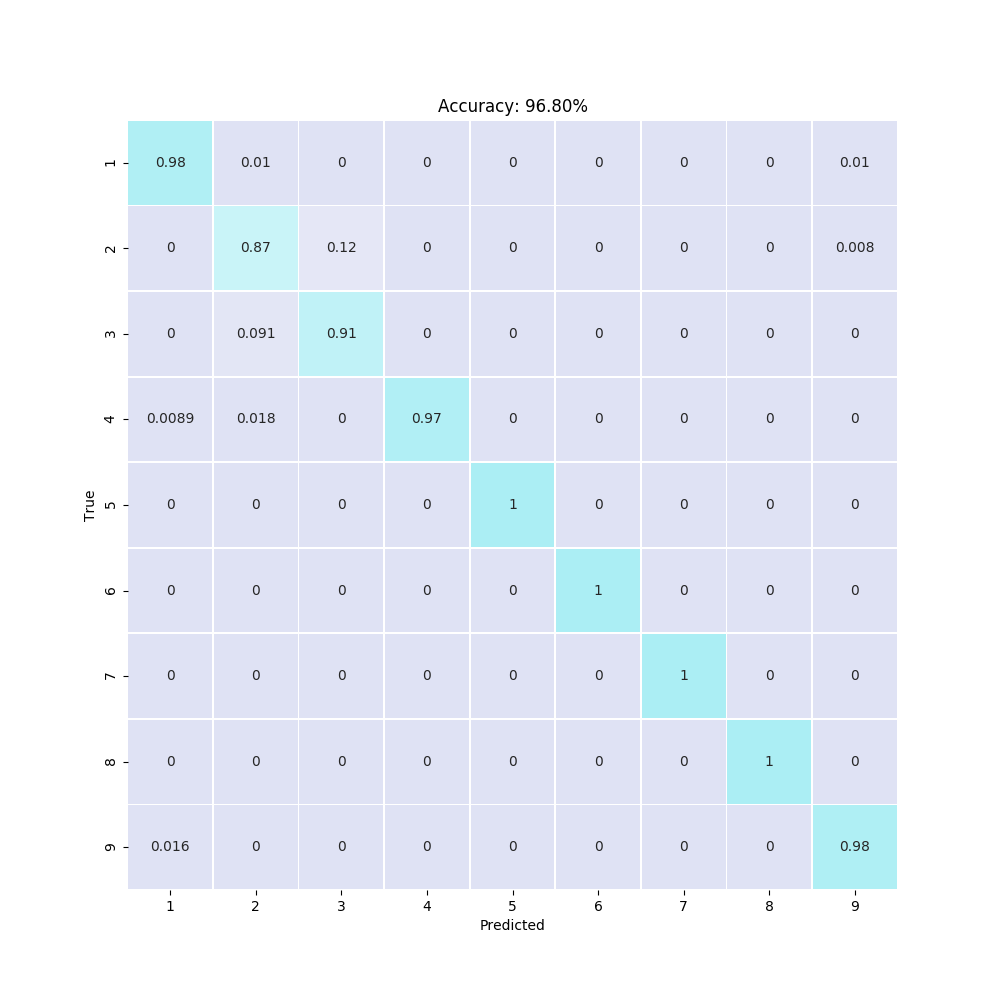 Accuracy: 96.80%
1 0.98 0.01 0 0 0 0 0 0 0.01
2 0 0.87 0.12 0 0 0 0 0 0.008
3 0 0.091 0.91 0 0 0 0 0 0
4 0.0089 0.018 0 0.97 0 0 0 0 0
True
5 0 0 0 0 1 0 0 0 0
6 0 0 0 0 0 1 0 0 0
7 0 0 0 0 0 0 1 0 0
8 0 0 0 0 0 0 0 1 0
9 0.016 0 0 0 0 0 0 0 0.98
1 2 3 4 5 6 7 8 9
Predicted